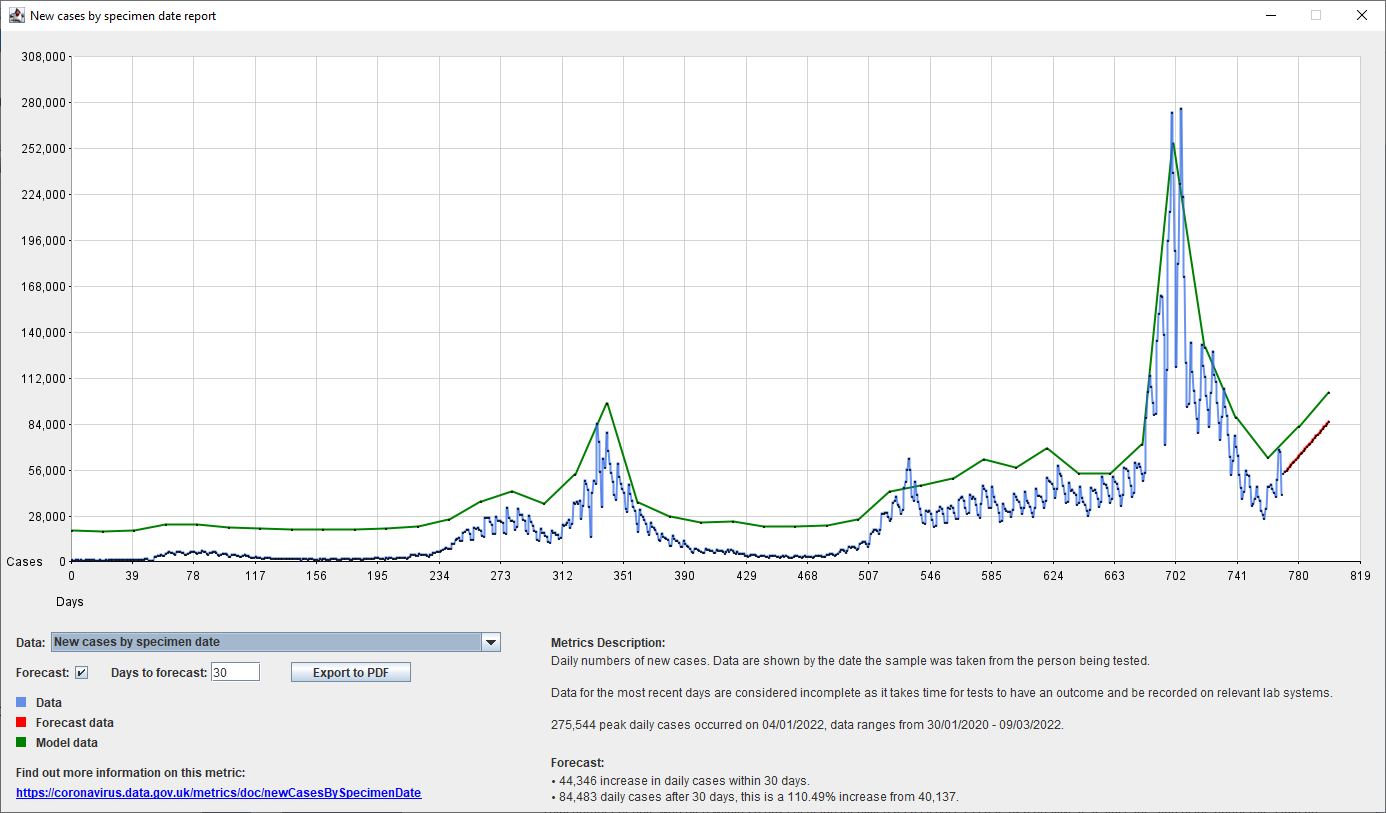 New cases by specimen date report
308,000
280,000
252,000
224,000
196,000
168,000
140,000
112,000
84,000
56,000
28,000
Cases 0
0 39 78 117 156 195 234 273 312 351 390 429 468 507 546 585 624 663 702 741 780 819
Days
Data: New cases by specimen date
Forecast: Days to forecast: 30 Export to PDF
Data
Forecast data
Model data
Find out more information on this metric:
https://coronavirus.data.gov.uk/metrics/doc/newCasesBySpecimenDate
Metrics Description:
Daily numbers of new cases. Data are shown by the date the sample was taken from the person being tested.
Data for the most recent days are considered incomplete as it takes time for tests to have an outcome and be recorded on relevant lab systems.
275,544 peak daily cases occurred on 04/01/2022, data ranges from 30/01/2020 - 09/03/2022.
Forecast:
• 44,346 increase in daily cases within 30 days.
• 84,483 daily cases after 30 days, this is a 110.49% increase from 40,137.